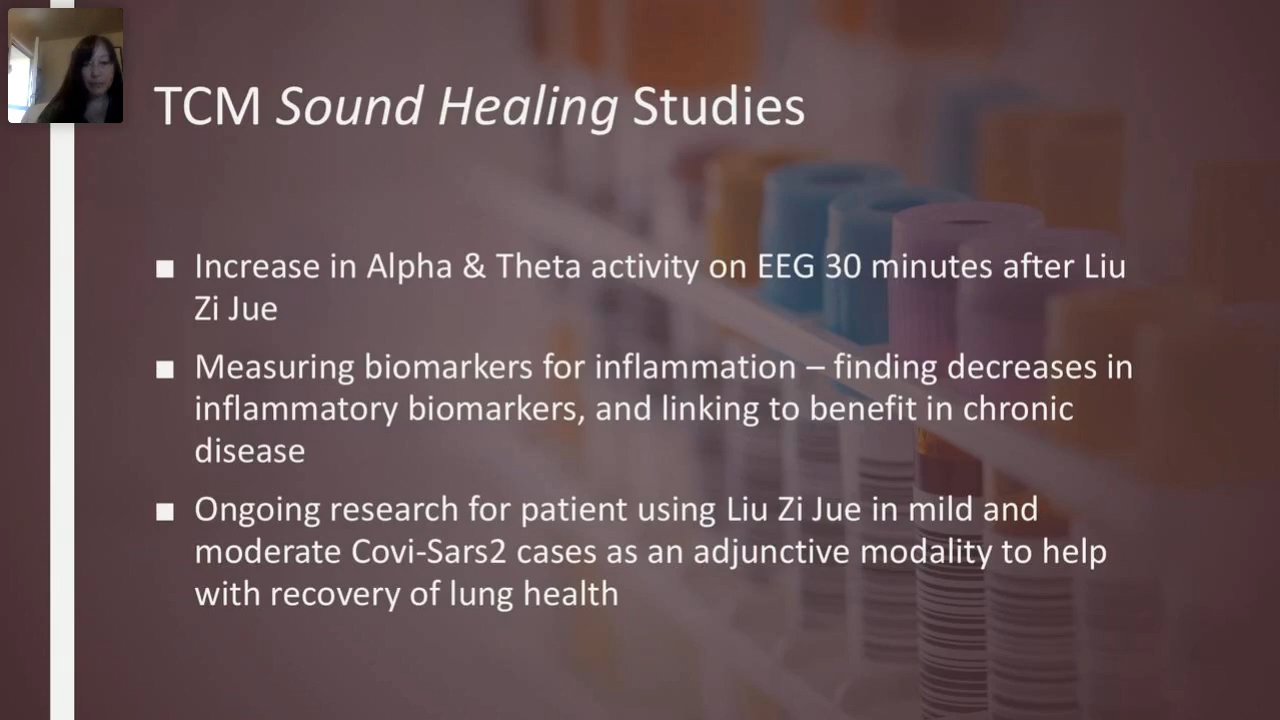 TCM Sound Healing Studies
▪ Increase in Alpha & Theta activity on EEG 30 minutes after Liu
Zi Jue
▪ Measuring biomarkers for inflammation – finding decreases in
inflammatory biomarkers, and linking to benefit in chronic
disease
▪ Ongoing research for patient using Liu Zi Jue in mild and
moderate Covi-Sars2 cases as an adjunctive modality to help
with recovery of lung health